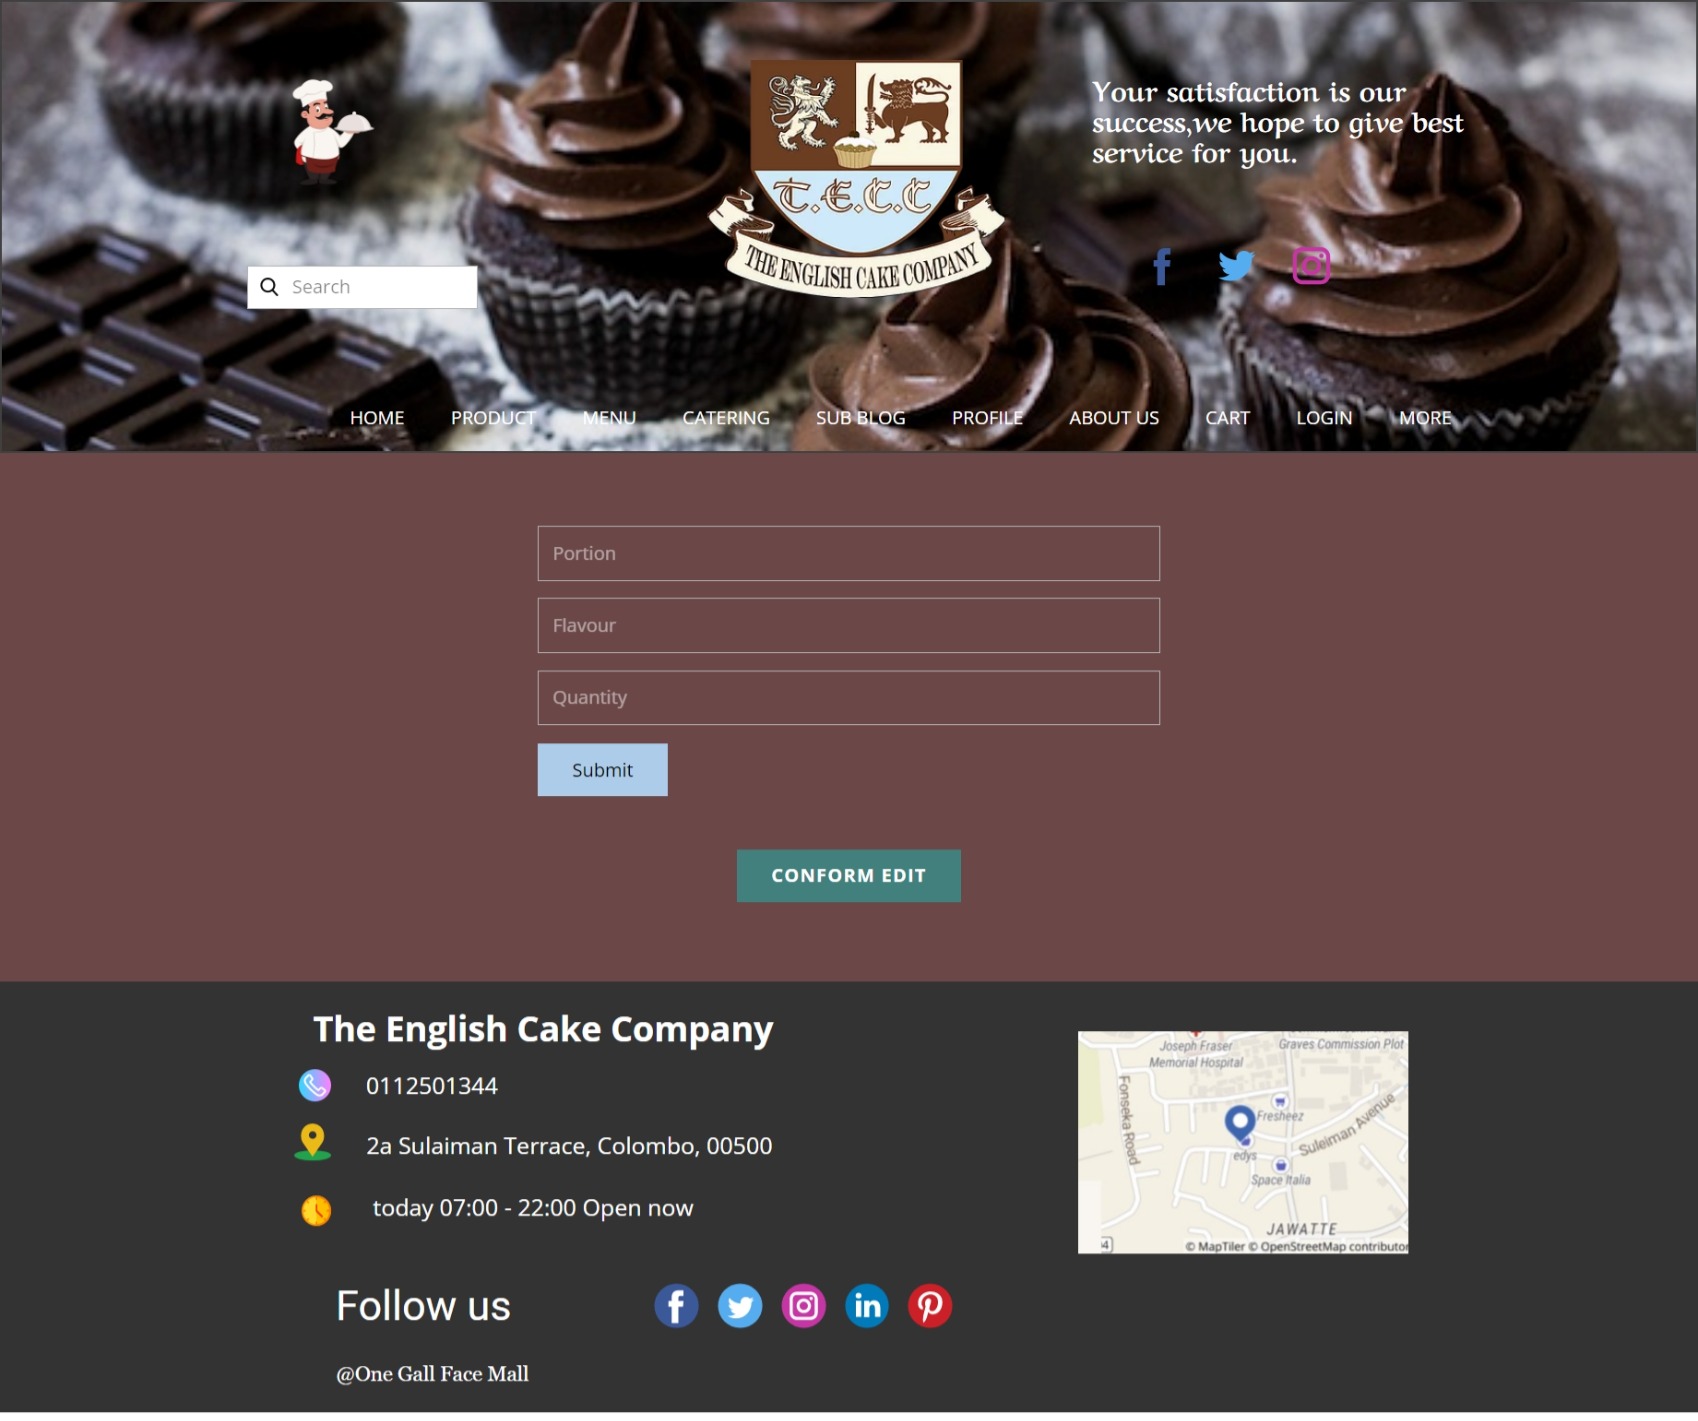 Your satisfaction is our
success,we hope to give best
service for you.
T.E.C.C
THE ENGLISH CAKE COMPANY
Search
HOME PRODUCT MENU CATERING SUB BLOG PROFILE ABOUT US CART LOGIN MORE
Portion
Flavour
Quantity
Submit
CONFORM EDIT
The English Cake Company
0112501344
2a Sulaiman Terrace, Colombo, 00500
today 07:00 - 22:00 Open now
Joseph Fraser
Memorial Hospital
Graves Commission Plot
Fonseka Road
Fresheez
Suleiman Avenue
edys
Space Italia
JAWATTE
© MapTiler © OpenStreetMap contributor
Follow us
@One Gall Face Mall